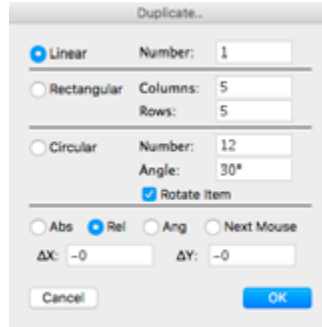 Duplicate...
Linear Number: 1
Rectangular Columns: 5
Rows: 5
Circular Number: 12
Angle: 30°
Rotate Item
Abs Rel Ang Next Mouse
ΔX: -0 ΔY: -0
Cancel OK